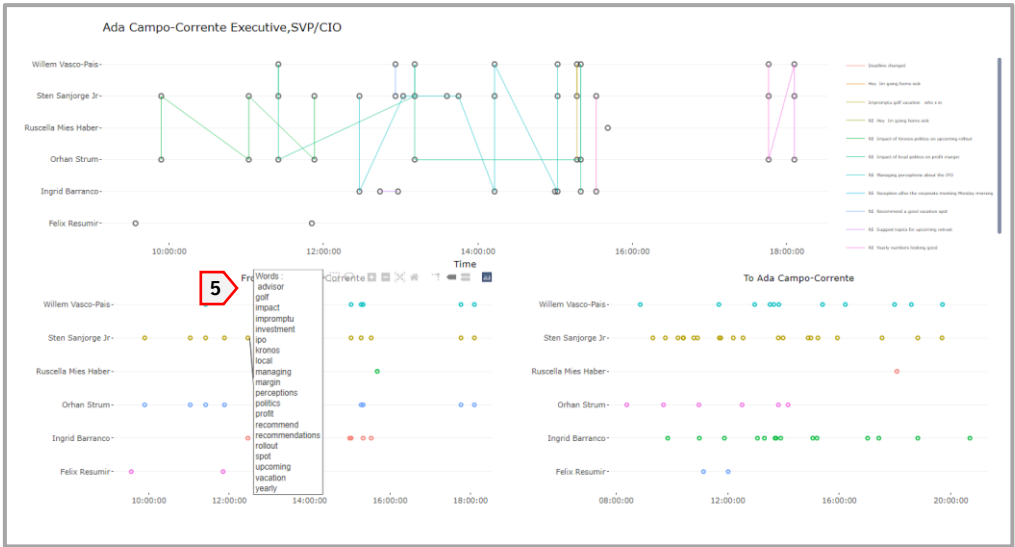 Ada Campo-Corrente Executive,SVP/CIO
Willem Vasco-Pais
Sten Sanjorge Jr
Ruscella Mies Haber
Orhan Strum
Ingrid Barranco
Felix Resumir
10:00:00
12:00:00
14:00:00
16:00:00
18:00:00
Time
Deadline changed
Hey Im going home sick
Impromptu golf vacation who s in
RE Hey Im going home sick
RE Impact of Kronos politics on upcoming rollout
RE Impact of local politics on profit margin
RE Managing perceptions about the IPO
RE Reception after the corporate meeting Monday morning
RE Recommend a good vacation spot
RE Suggest topics for upcoming retreat
RE Yearly numbers looking good
5
Fro
Corrente
Words :
advisor
golf
impact
impromptu
investment
ipo
kronos
local
managing
margin
perceptions
politics
profit
recommend
recommendations
rollout
spot
upcoming
vacation
yearly
Willem Vasco-Pais
Sten Sanjorge Jr
Ruscella Mies Haber
Orhan Strum
Ingrid Barranco
Felix Resumir
10:00:00
12:00:00
14:00:00
16:00:00
18:00:00
To Ada Campo-Corrente
Willem Vasco-Pais
Sten Sanjorge Jr
Ruscella Mies Haber
Orhan Strum
Ingrid Barranco
Felix Resumir
08:00:00
12:00:00
16:00:00
20:00:00